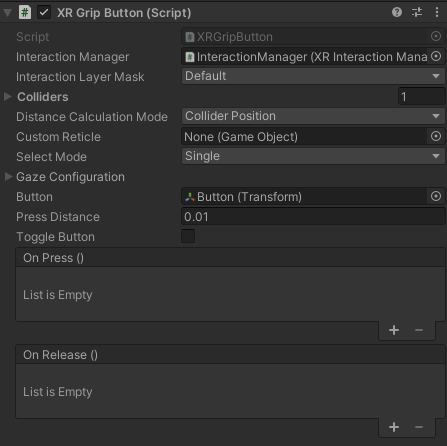 XR Grip Button (Script)
Script XRGripButton
Interaction Manager InteractionManager (XR Interaction Mana
Interaction Layer Mask Default
Colliders 1
Distance Calculation Mode Collider Position
Custom Reticle None (Game Object)
Select Mode Single
Gaze Configuration
Button Button (Transform)
Press Distance 0.01
Toggle Button
On Press ()
List is Empty
+ −
On Release ()
List is Empty
+ −